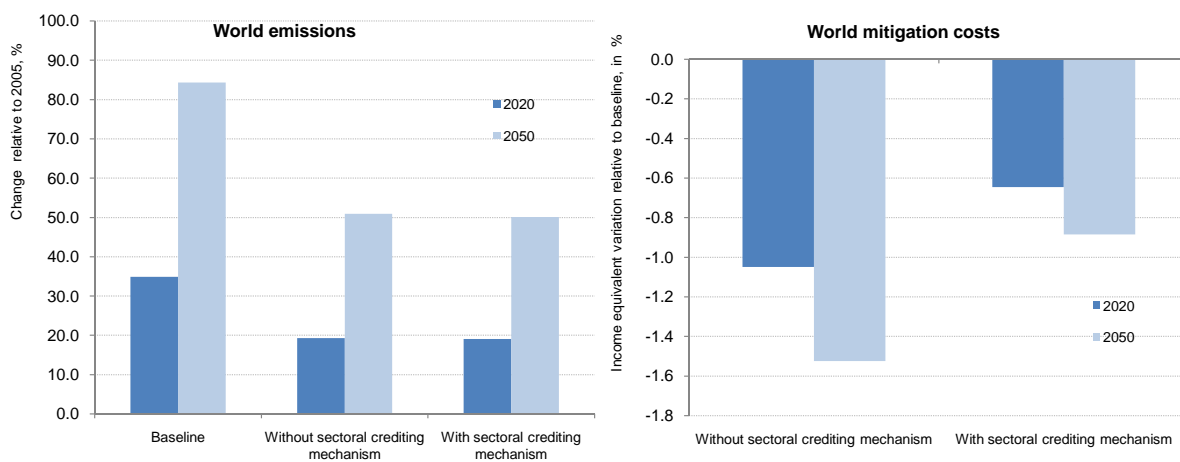 World emissions
Change relative to 2005, %
100.0
90.0
80.0
70.0
60.0
50.0
40.0
30.0
20.0
10.0
0.0
2020
2050
Baseline
Without sectoral crediting
mechanism
With sectoral crediting
mechanism
World mitigation costs
Income equivalent variation relative to baseline, in %
0.0
-0.2
-0.4
-0.6
-0.8
-1.0
-1.2
-1.4
-1.6
-1.8
2020
2050
Without sectoral crediting mechanism
With sectoral crediting mechanism